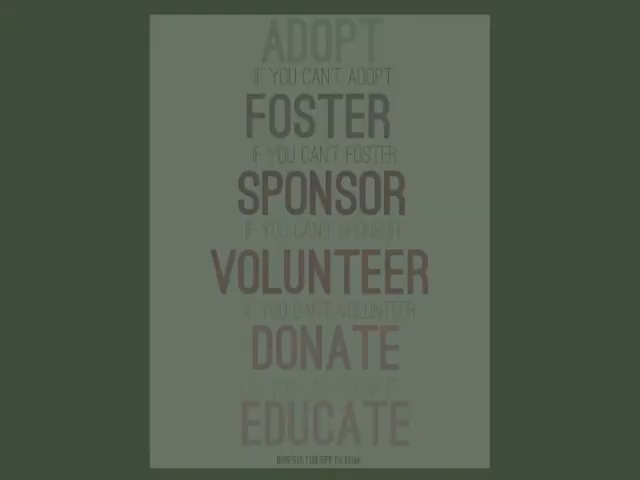 ADOPT
IF YOU CAN'T ADOPT
FOSTER
IF YOU CAN'T FOSTER
SPONSOR
IF YOU CAN'T SPONSOR
VOLUNTEER
IF YOU CAN'T VOLUNTEER
DONATE
EDUCATE